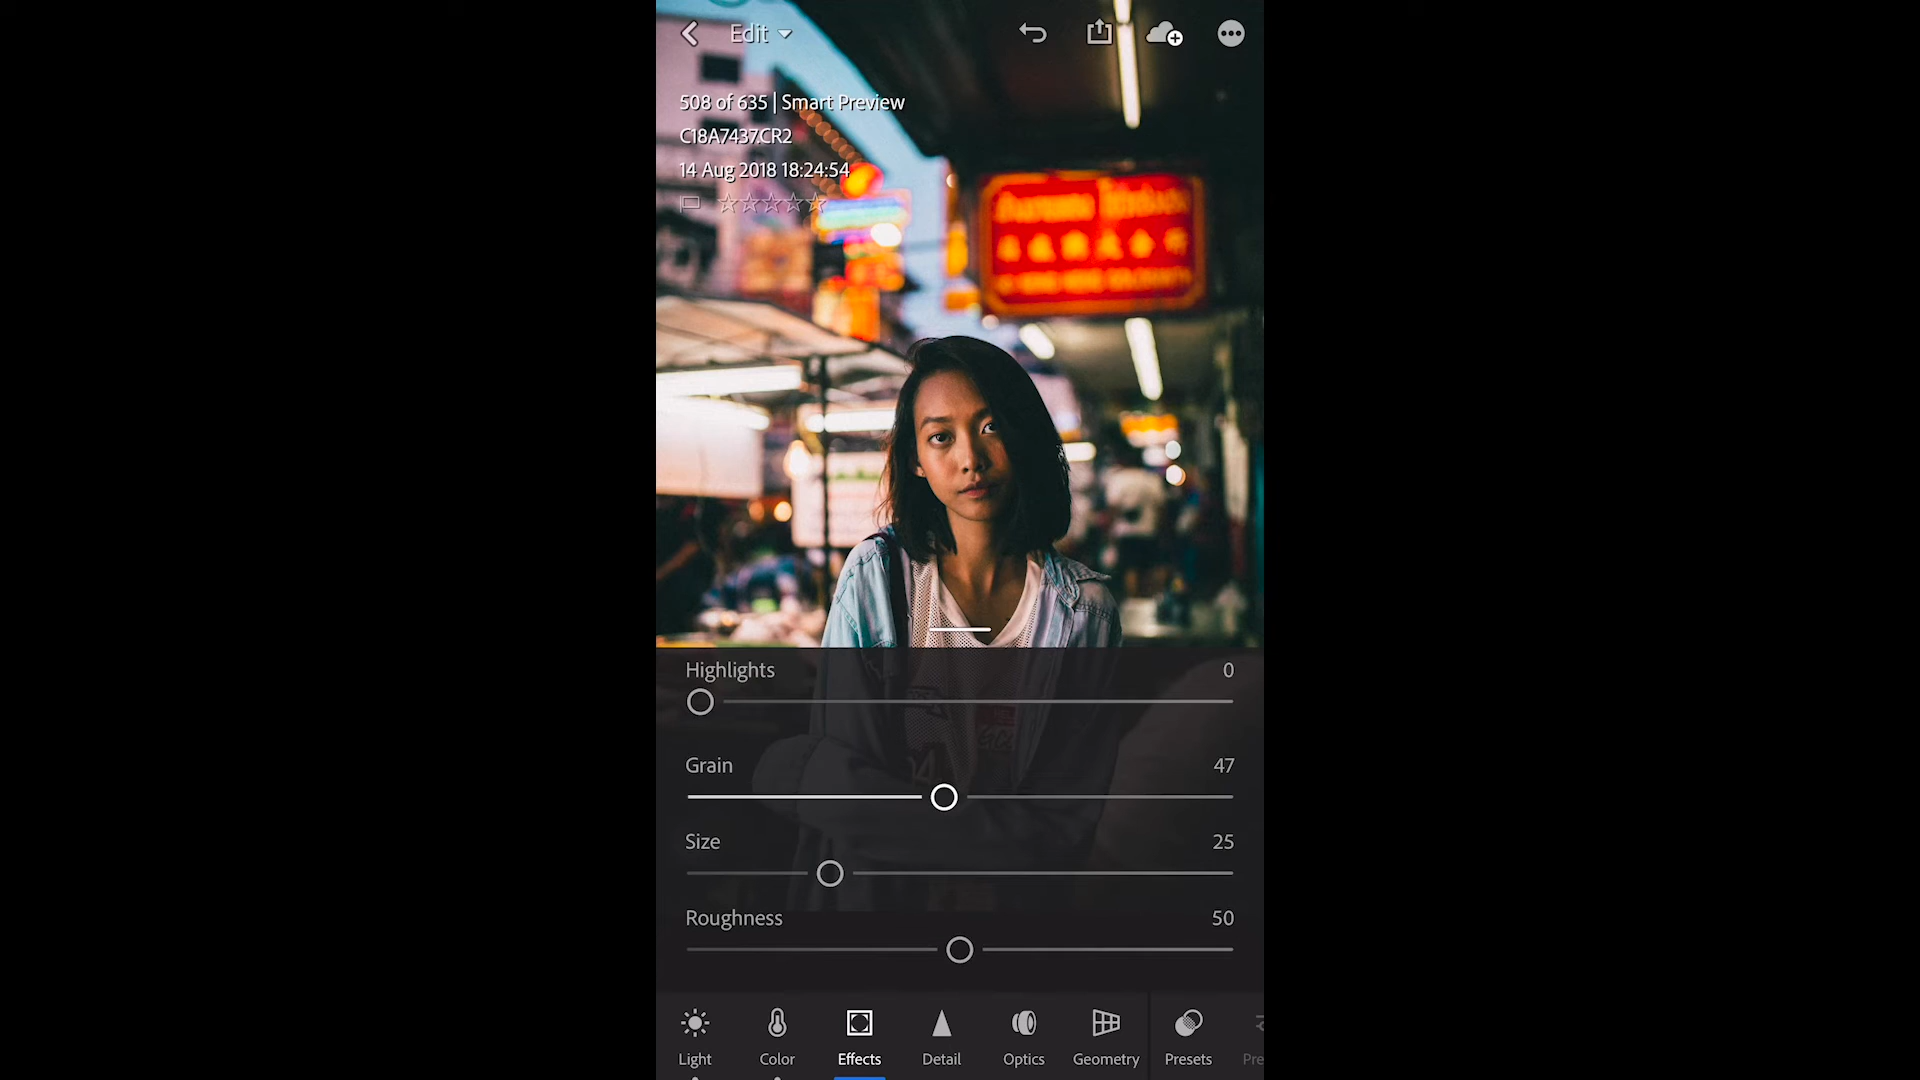 Edit
508 of 635 | Smart Preview
C18A7437.CR2
14 Aug 2018 18:24:54
Highlights 0
Grain 47
Size 25
Roughness 50
Light Color Effects Detail Optics Geometry Presets Pre